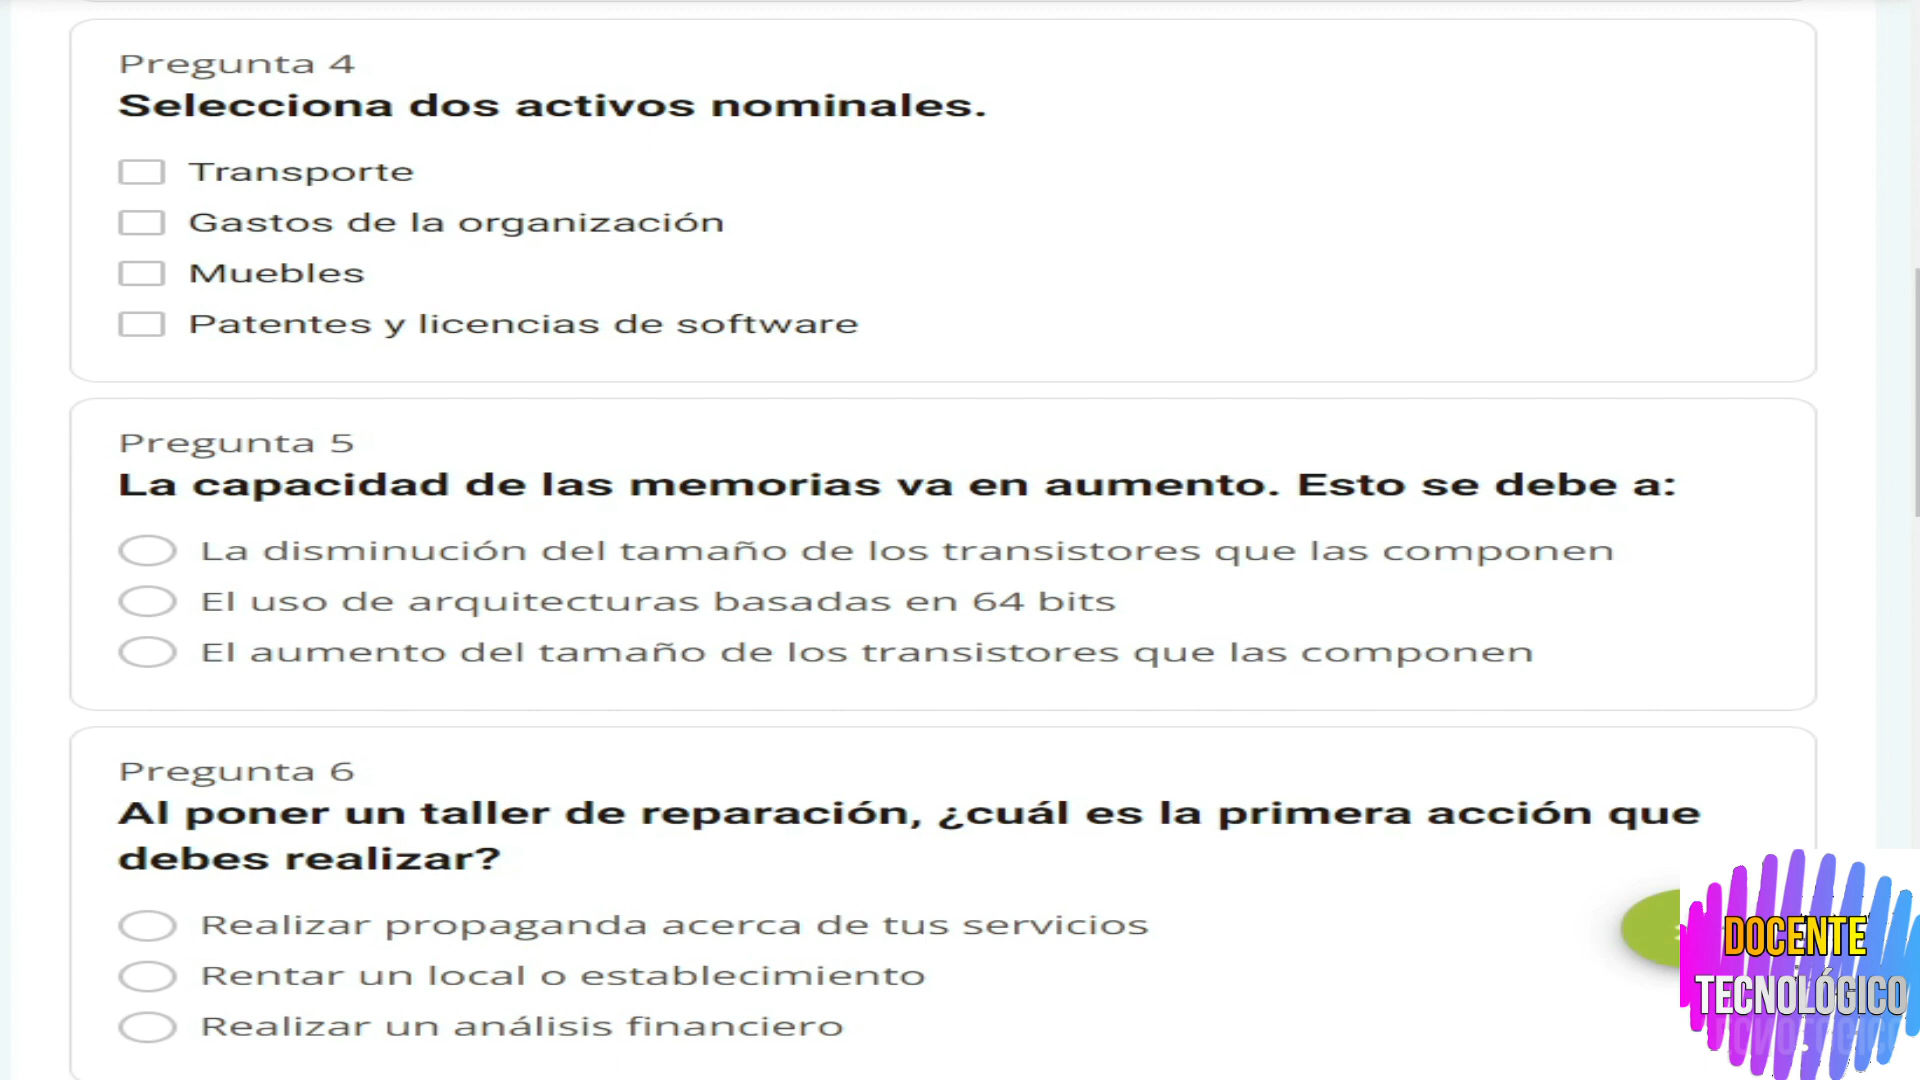 Pregunta 4
Selecciona dos activos nominales.
Transporte
Gastos de la organización
Muebles
Patentes y licencias de software
Pregunta 5
La capacidad de las memorias va en aumento. Esto se debe a:
La disminución del tamaño de los transistores que las componen
El uso de arquitecturas basadas en 64 bits
El aumento del tamaño de los transistores que las componen
Pregunta 6
Al poner un taller de reparación, ¿cuál es la primera acción que
debes realizar?
Realizar propaganda acerca de tus servicios
Rentar un local o establecimiento
Realizar un análisis financiero
DOCENTE
TECNOLÓGICO